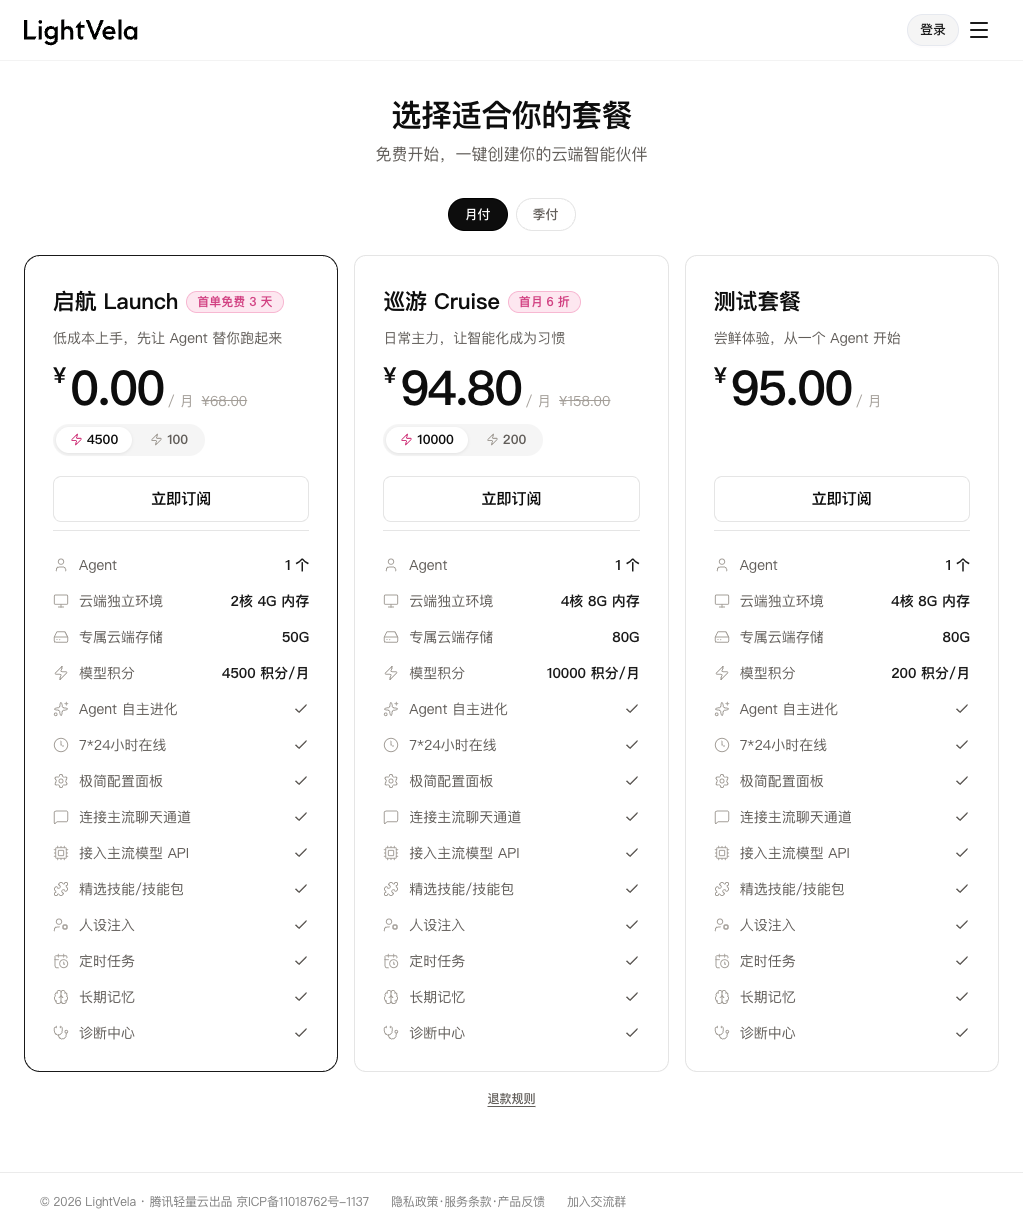 LightVela
登录
选择适合你的套餐
免费开始，一键创建你的云端智能伙伴
月付 季付
启航 Launch 首单免费 3 天
低成本上手，先让 Agent 替你跑起来
¥0.00 / 月 ¥68.00
4500 100
立即订阅
Agent 1 个
云端独立环境 2核 4G 内存
专属云端存储 50G
模型积分 4500 积分/月
Agent 自主进化
7*24小时在线
极简配置面板
连接主流聊天通道
接入主流模型 API
精选技能/技能包
人设注入
定时任务
长期记忆
诊断中心
巡游 Cruise 首月 6 折
日常主力，让智能化成为习惯
¥94.80 / 月 ¥158.00
10000 200
立即订阅
Agent 1 个
云端独立环境 4核 8G 内存
专属云端存储 80G
模型积分 10000 积分/月
Agent 自主进化
7*24小时在线
极简配置面板
连接主流聊天通道
接入主流模型 API
精选技能/技能包
人设注入
定时任务
长期记忆
诊断中心
测试套餐
尝鲜体验，从一个 Agent 开始
¥95.00 / 月
立即订阅
Agent 1 个
云端独立环境 4核 8G 内存
专属云端存储 80G
模型积分 200 积分/月
Agent 自主进化
7*24小时在线
极简配置面板
连接主流聊天通道
接入主流模型 API
精选技能/技能包
人设注入
定时任务
长期记忆
诊断中心
退款规则
© 2026 LightVela · 腾讯轻量云出品 京ICP备11018762号-1137 隐私政策·服务条款·产品反馈 加入交流群